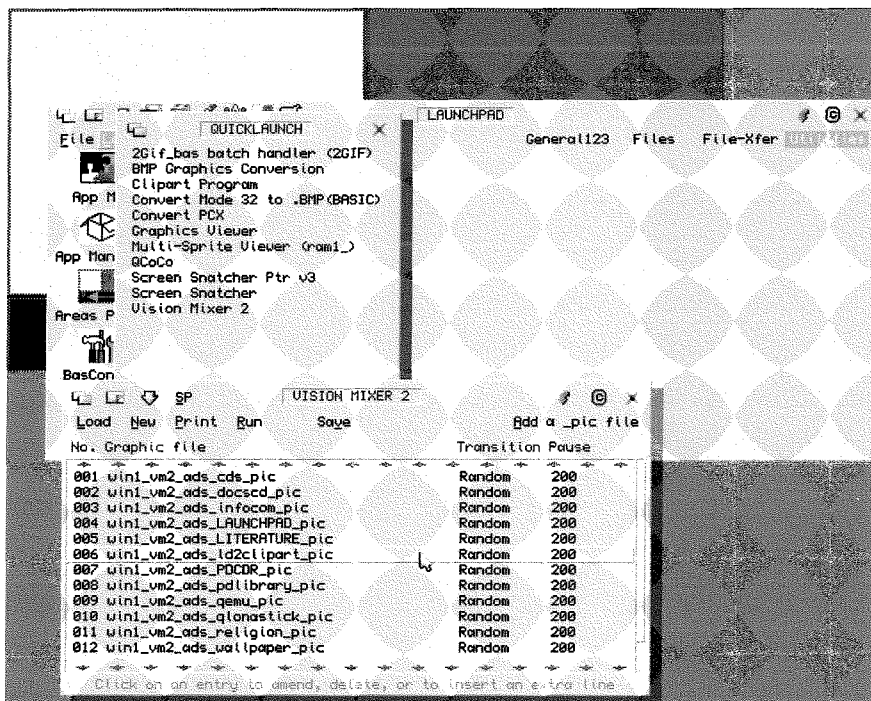 LAUNCHPAD
General123 Files File-Xfer
File
App M
App Man
Areas P
BasCon
QUICKLAUNCH
2Gif_bas batch handler (2GIF)
BMP Graphics Conversion
Clipart Program
Convert Mode 32 to .BMP(BASIC)
Convert PCX
Graphics Viewer
Multi-Sprite Viewer (ram1_)
QCoCo
Screen Snatcher Ptr v3
Screen Snatcher
Vision Mixer 2
SP VISION MIXER 2
Load New Print Run Save Add a _pic file
No. Graphic file Transition Pause
001 win1_vm2_ads_cds_pic Random 200
002 win1_vm2_ads_docscd_pic Random 200
003 win1_vm2_ads_infocom_pic Random 200
004 win1_vm2_ads_LAUNCHPAD_pic Random 200
005 win1_vm2_ads_LITERATURE_pic Random 200
006 win1_vm2_ads_ld2clipart_pic Random 200
007 win1_vm2_ads_PDCDR_pic Random 200
008 win1_vm2_ads_pdlibrary_pic Random 200
009 win1_vm2_ads_qemu_pic Random 200
010 win1_vm2_ads_qlonastick_pic Random 200
011 win1_vm2_ads_religion_pic Random 200
012 win1_vm2_ads_wallpaper_pic Random 200
Click on an entry to amend, delete, or to insert an extra line